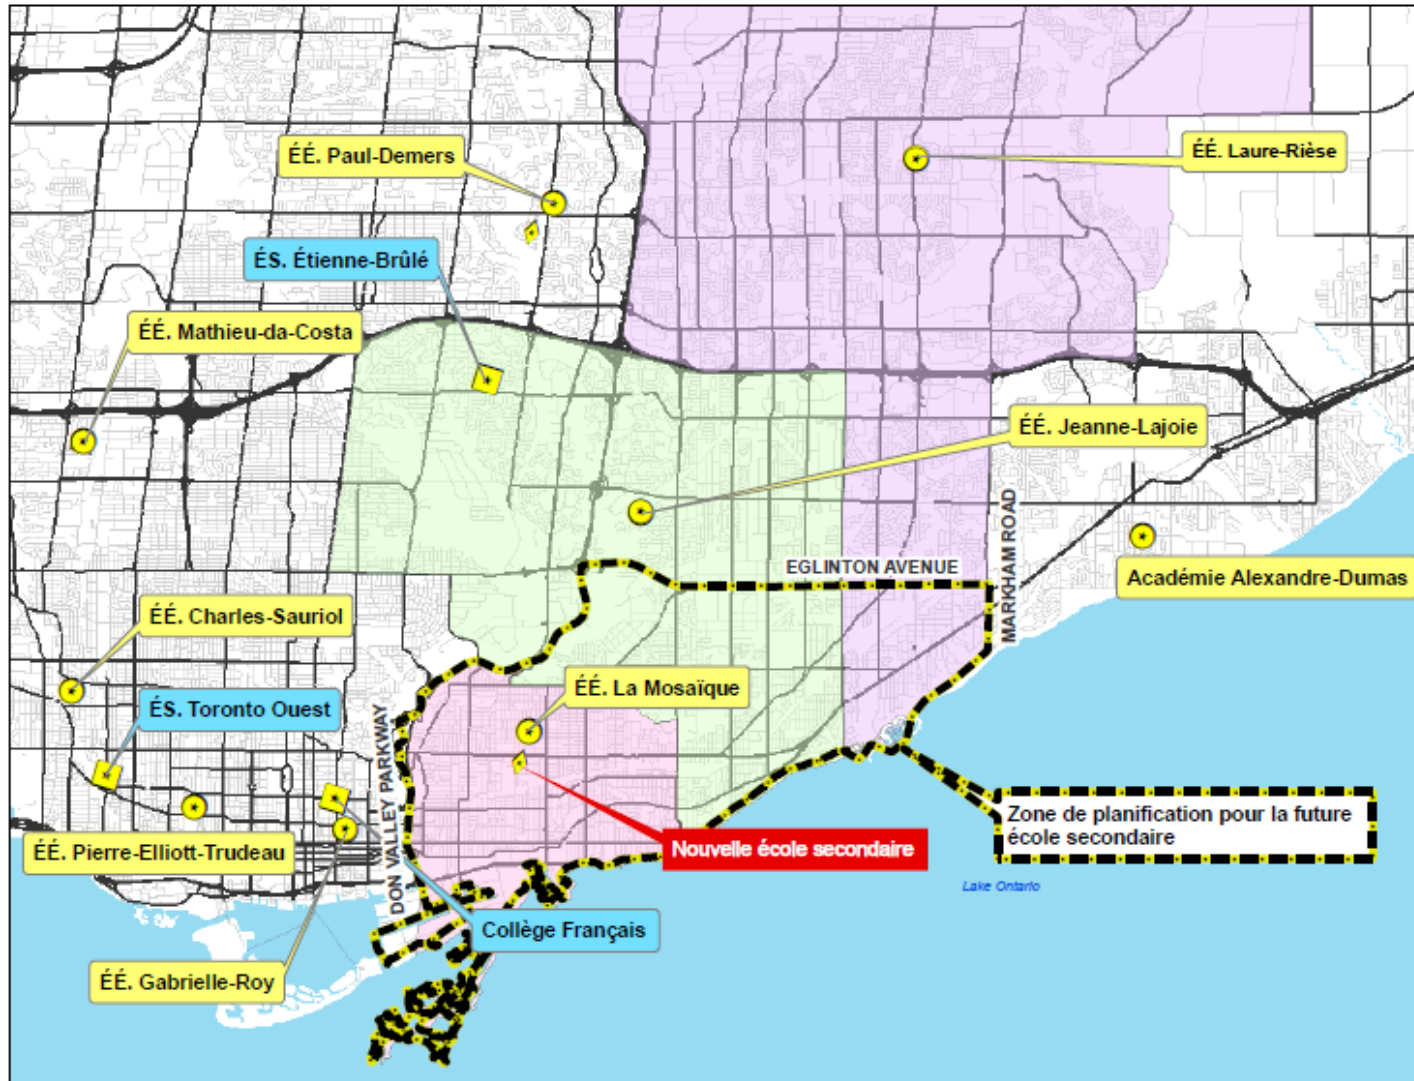 ÉÉ. Paul-Demers
ÉÉ. Laure-Rièse
ÉS. Étienne-Brûlé
ÉÉ. Mathieu-da-Costa
ÉÉ. Jeanne-Lajoie
MARKHAM ROAD
EGLINTON AVENUE
Académie Alexandre-Dumas
ÉÉ. Charles-Sauriol
ÉÉ. La Mosaïque
ÉS. Toronto Ouest
DON VALLEY PARKWAY
Zone de planification pour la future
école secondaire
Nouvelle école secondaire
ÉÉ. Pierre-Elliott-Trudeau
Lake Ontario
Collège Français
ÉÉ. Gabrielle-Roy